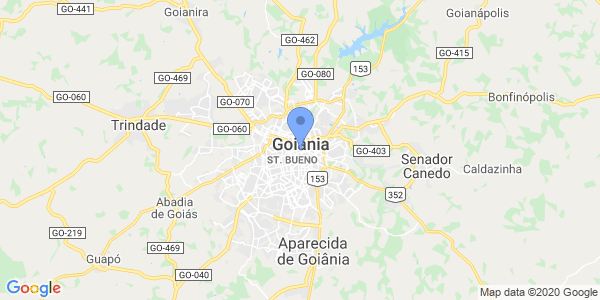 GO-441
Goianira
Goianápolis
GO-462
GO-415
153
GO-080
GO-469
GO-060
GO-070
Bonfinópolis
Trindade
GO-060
Goiânia
ST. BUENO
GO-403
Senador
Canedo
Caldazinha
153
352
Abadia
de Goiás
GO-219
GO-469
Aparecida
de Goiânia
Guapó
GO-040
Google
Map data ©2020 Google